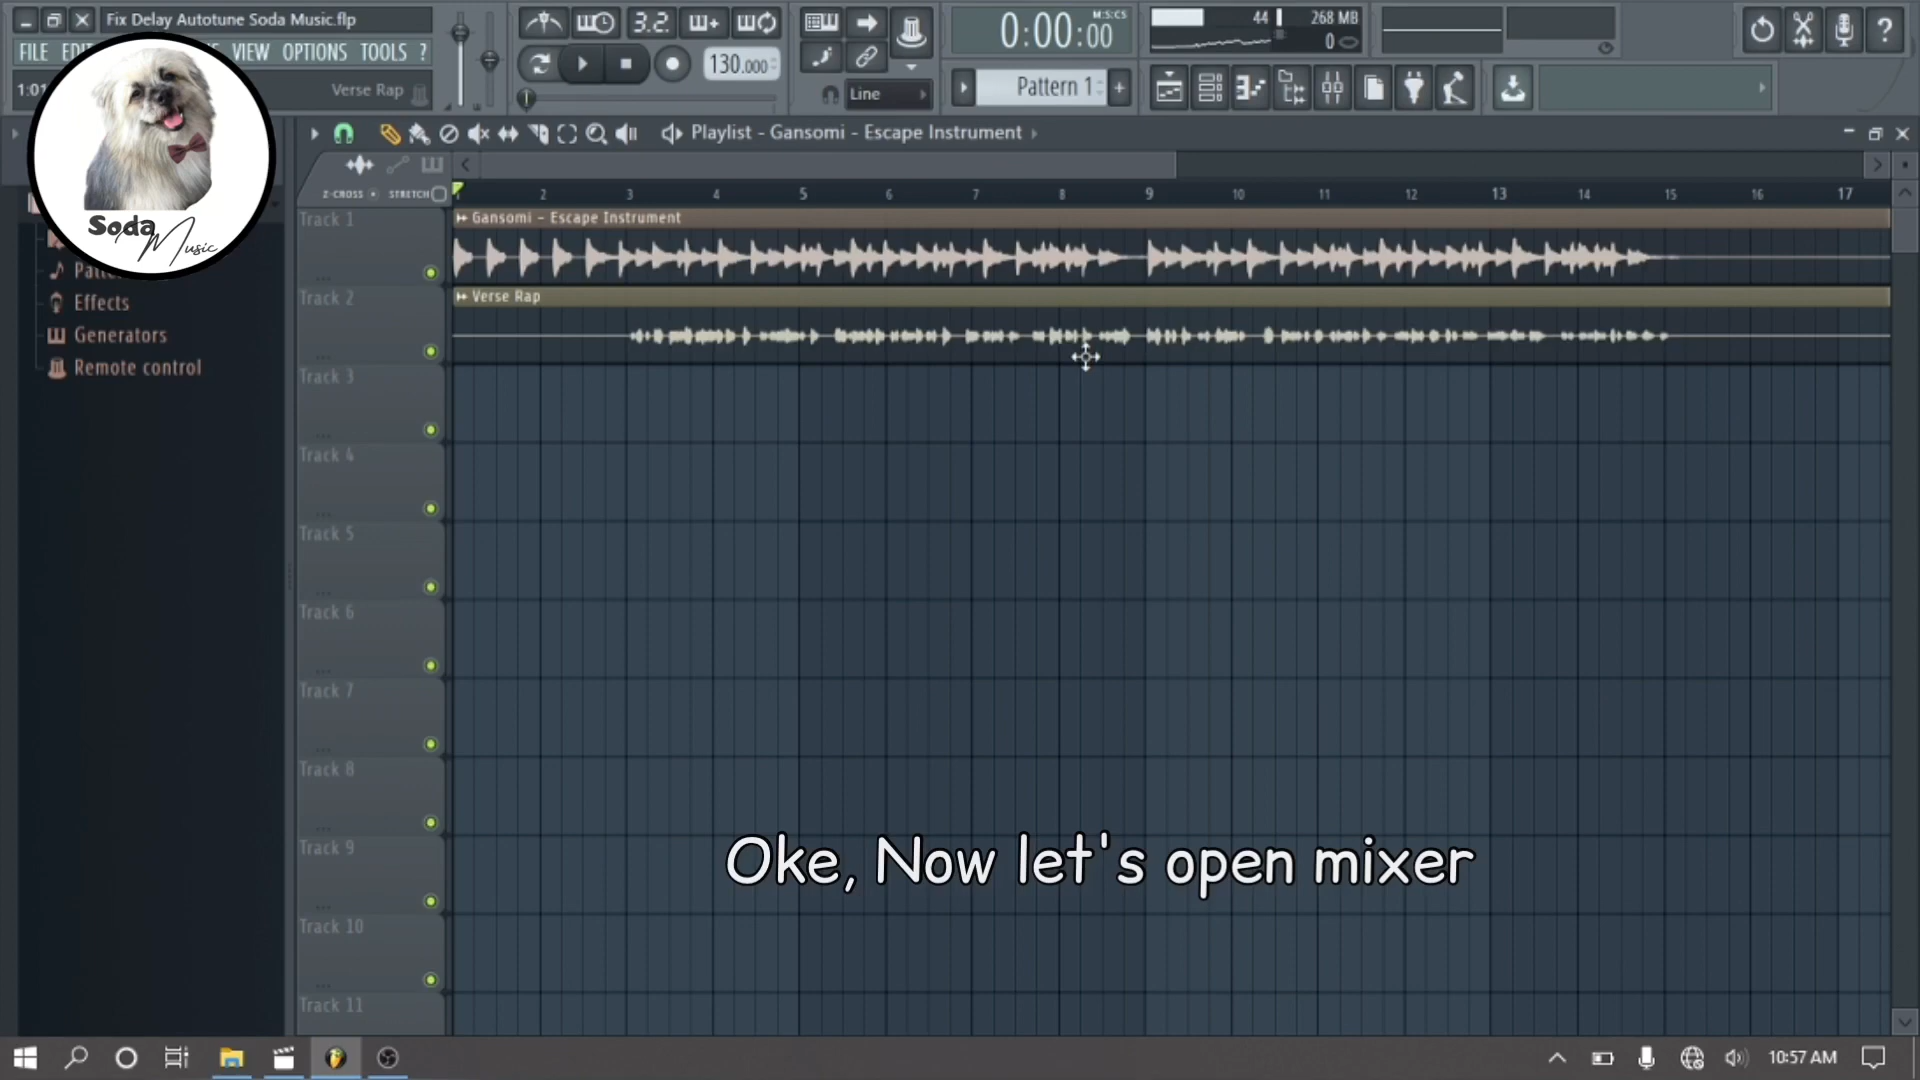 Fix Delay Autotune Soda Music.flp
FILE VIEW OPTIONS TOOLS ?
Verse Rap
3.2.
130.000
Line
0:00:00
M:S:CS
Pattern 1
44
268 MB
0
Playlist - Gansomi - Escape Instrument
Z-CROSS STRETCH
2 3 4 5 6 7 8 9 10 11 12 13 14 15 16 17
Track 1
Gansomi - Escape Instrument
Track 2
Verse Rap
Track 3
Track 4
Track 5
Track 6
Track 7
Track 8
Track 9
Track 10
Track 11
Soda
Music
Effects
Generators
Remote control
Oke, Now let's open mixer
10:57 AM